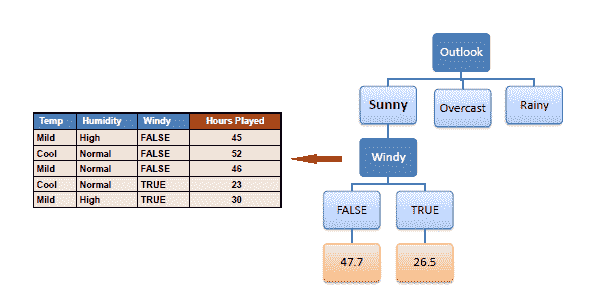 Outlook
Sunny Overcast Rainy
Windy
FALSE TRUE
47.7 26.5
Temp Humidity Windy Hours Played
Mild High FALSE 45
Cool Normal FALSE 52
Mild Normal FALSE 46
Cool Normal TRUE 23
Mild High TRUE 30